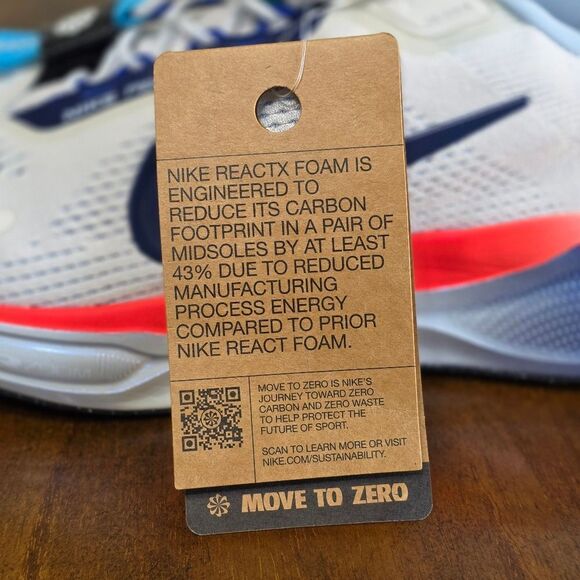 NIKE REACTX FOAM IS
ENGINEERED TO
REDUCE ITS CARBON
FOOTPRINT IN A PAIR OF
MIDSOLES BY AT LEAST
43% DUE TO REDUCED
MANUFACTURING
PROCESS ENERGY
COMPARED TO PRIOR
NIKE REACT FOAM.
MOVE TO ZERO IS NIKE'S
JOURNEY TOWARD ZERO
CARBON AND ZERO WASTE
TO HELP PROTECT THE
FUTURE OF SPORT.
SCAN TO LEARN MORE OR VISIT
NIKE.COM/SUSTAINABILITY.
MOVE TO ZERO